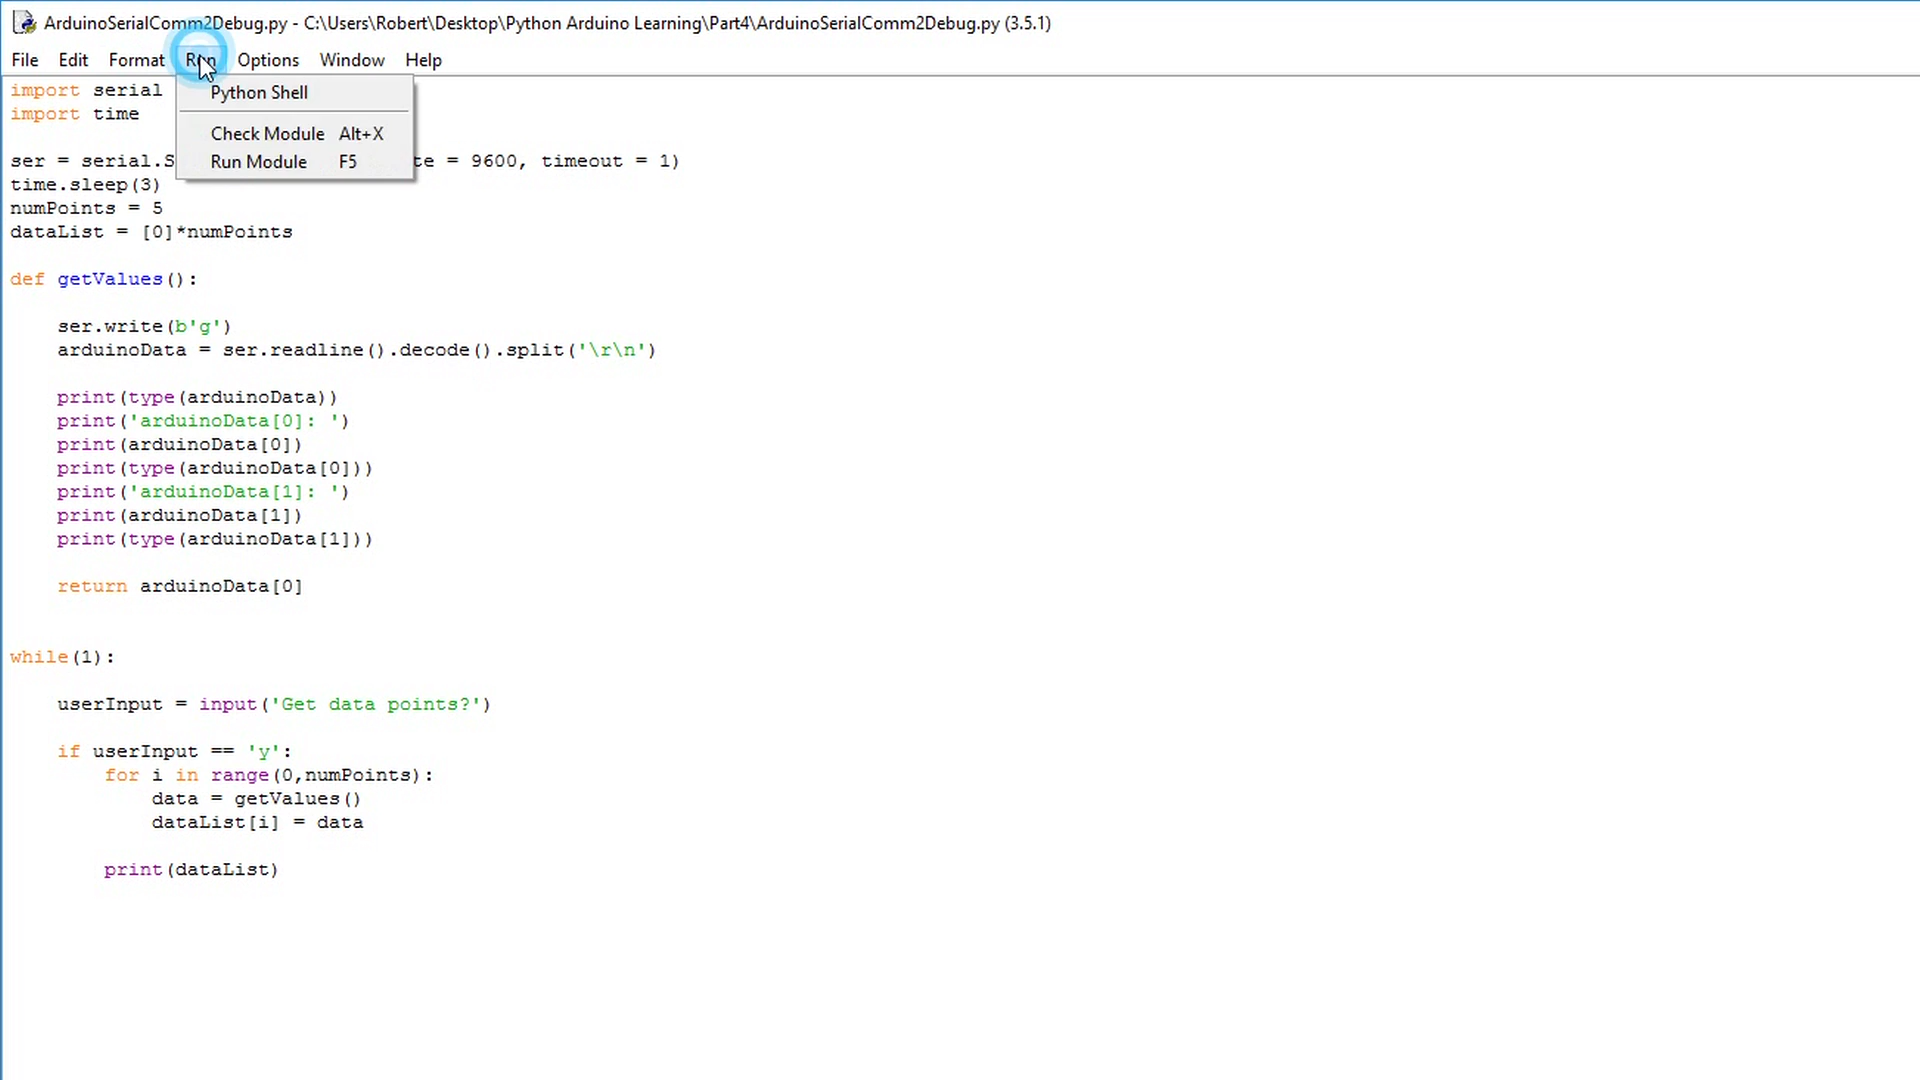 ArduinoSerialComm2Debug.py - C:\Users\Robert\Desktop\Python Arduino Learning\Part4\ArduinoSerialComm2Debug.py (3.5.1)
File Edit Format Run Options Window Help
Python Shell
Check Module Alt+X
Run Module F5
import serial
import time
ser = serial.S te = 9600, timeout = 1)
time.sleep(3)
numPoints = 5
dataList = [0]*numPoints
def getValues():
ser.write(b'g')
arduinoData = ser.readline().decode().split('\r\n')
print(type(arduinoData))
print('arduinoData[0]: ')
print(arduinoData[0])
print(type(arduinoData[0]))
print('arduinoData[1]: ')
print(arduinoData[1])
print(type(arduinoData[1]))
return arduinoData[0]
while(1):
userInput = input('Get data points?')
if userInput == 'y':
for i in range(0,numPoints):
data = getValues()
dataList[i] = data
print(dataList)